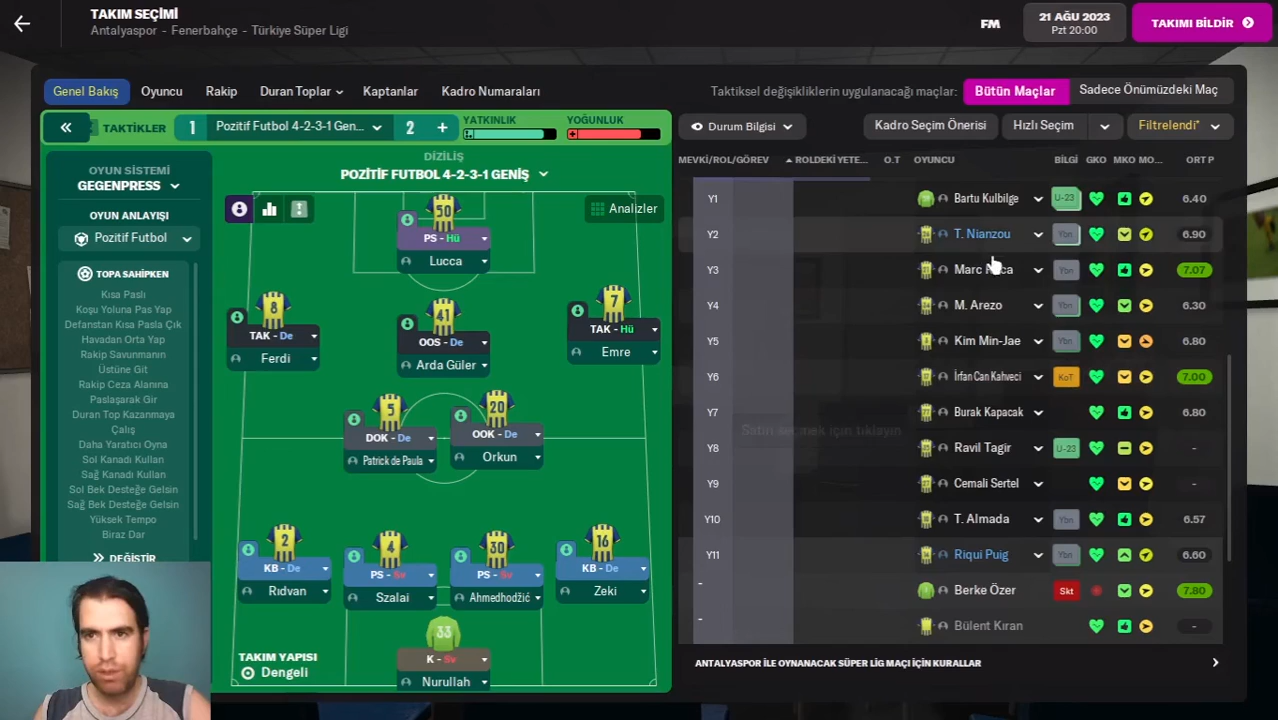 TAKIM SEÇİMİ
Antalyaspor - Fenerbahçe - Türkiye Süper Ligi
FM
21 AĞU 2023
Pzt 20:00
TAKIMI BİLDİR
Genel Bakış
Oyuncu
Rakip
Duran Toplar
Kaptanlar
Kadro Numaraları
Taktiksel değişikliklerin uygulanacağı maçlar:
Bütün Maçlar
Sadece Önümüzdeki Maç
TAKTİKLER
1
Pozitif Futbol 4-2-3-1 Gen...
2
YATKINLIK
YOĞUNLUK
OYUN SİSTEMİ
GEGENPRESS
OYUN ANLAYIŞI
Pozitif Futbol
TOPA SAHİPKEN
Kısa Paslı
Koşu Yoluna Pas Yap
Defanstan Kısa Pasla Çık
Havadan Orta Yap
Rakip Savunmanın
Üstüne Git
Rakip Ceza Alanına
Paslaşarak Gir
Duran Top Kazanmaya
Çalış
Daha Yaratıcı Oyna
Sol Kanadı Kullan
Sağ Kanadı Kullan
Sol Bek Desteğe Gelsin
Sağ Bek Desteğe Gelsin
Yüksek Tempo
Biraz Dar
DEĞİŞTİR
DİZİLİŞ
POZİTİF FUTBOL 4-2-3-1 GENİŞ
Analizler
50
PS - Hü
Lucca
8
TAK - De
Ferdi
41
OOS - De
Arda Güler
7
TAK - Hü
Emre
5
DOK - De
Patrick de Paula
20
OOK - De
Orkun
2
KB - De
Rıdvan
4
PS - Sv
Szalai
30
PS - Sv
Ahmedhodžić
16
KB - De
Zeki
33
K - Sv
Nurullah
TAKIM YAPISI
Dengeli
Durum Bilgisi
Kadro Seçim Önerisi
Hızlı Seçim
Filtrelendi*
MEVKİ/ROL/GÖREV
ROLDEKİ YETE...
O.T
OYUNCU
BİLGİ
GKO
MKO
MO...
ORT P
Y1
Bartu Kulbilge
U-23
6.40
Y2
T. Nianzou
Ybn
6.90
Y3
Marc
Ybn
7.07
Y4
M. Arezo
Ybn
6.30
Y5
Kim Min-Jae
Ybn
6.80
Y6
İrfan Can Kahveci
KoT
7.00
Y7
Burak Kapacak
6.80
Satırı seçmek için tıklayın
Y8
Ravil Tagir
U-23
-
Y9
Cemali Sertel
-
Y10
T. Almada
Ybn
6.57
Y11
Riqui Puig
Ybn
6.60
-
Berke Özer
Skt
7.80
-
Bülent Kıran
-
ANTALYASPOR İLE OYNANACAK SÜPER LİG MAÇI İÇİN KURALLAR